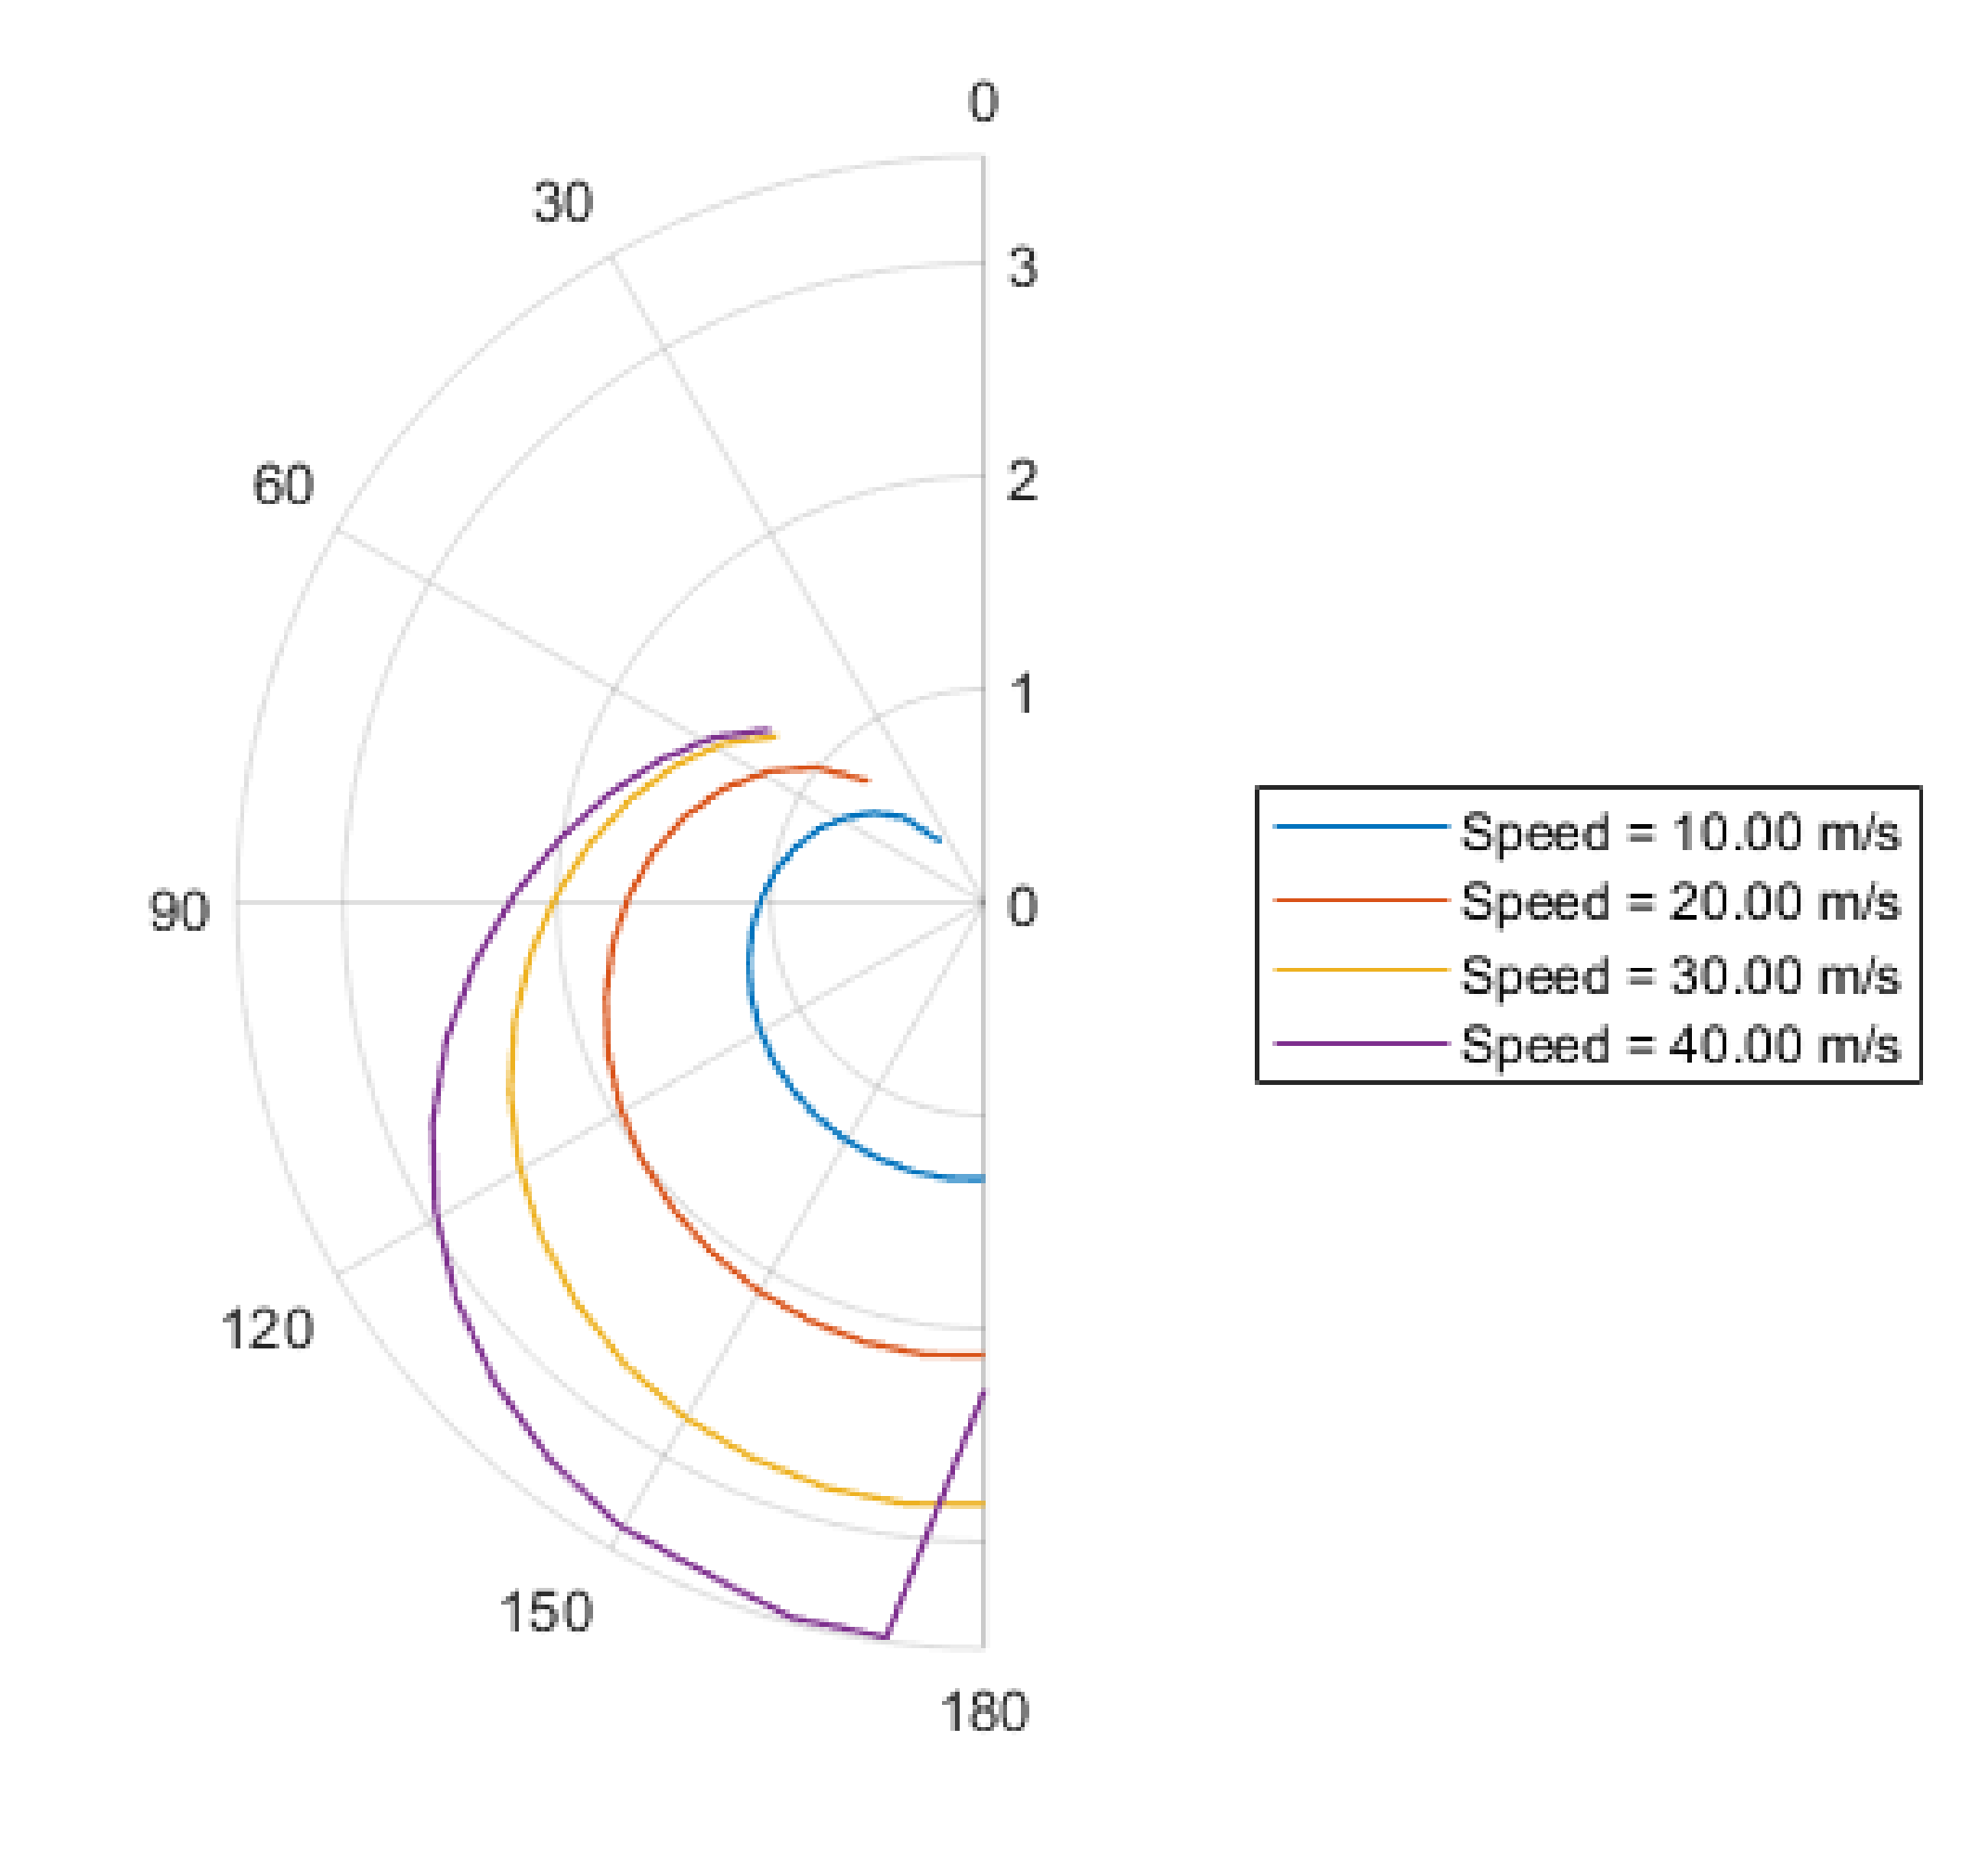 0
30
3
60
2
1
90
0
120
150
180
Speed = 10.00 m/s
Speed = 20.00 m/s
Speed = 30.00 m/s
Speed = 40.00 m/s